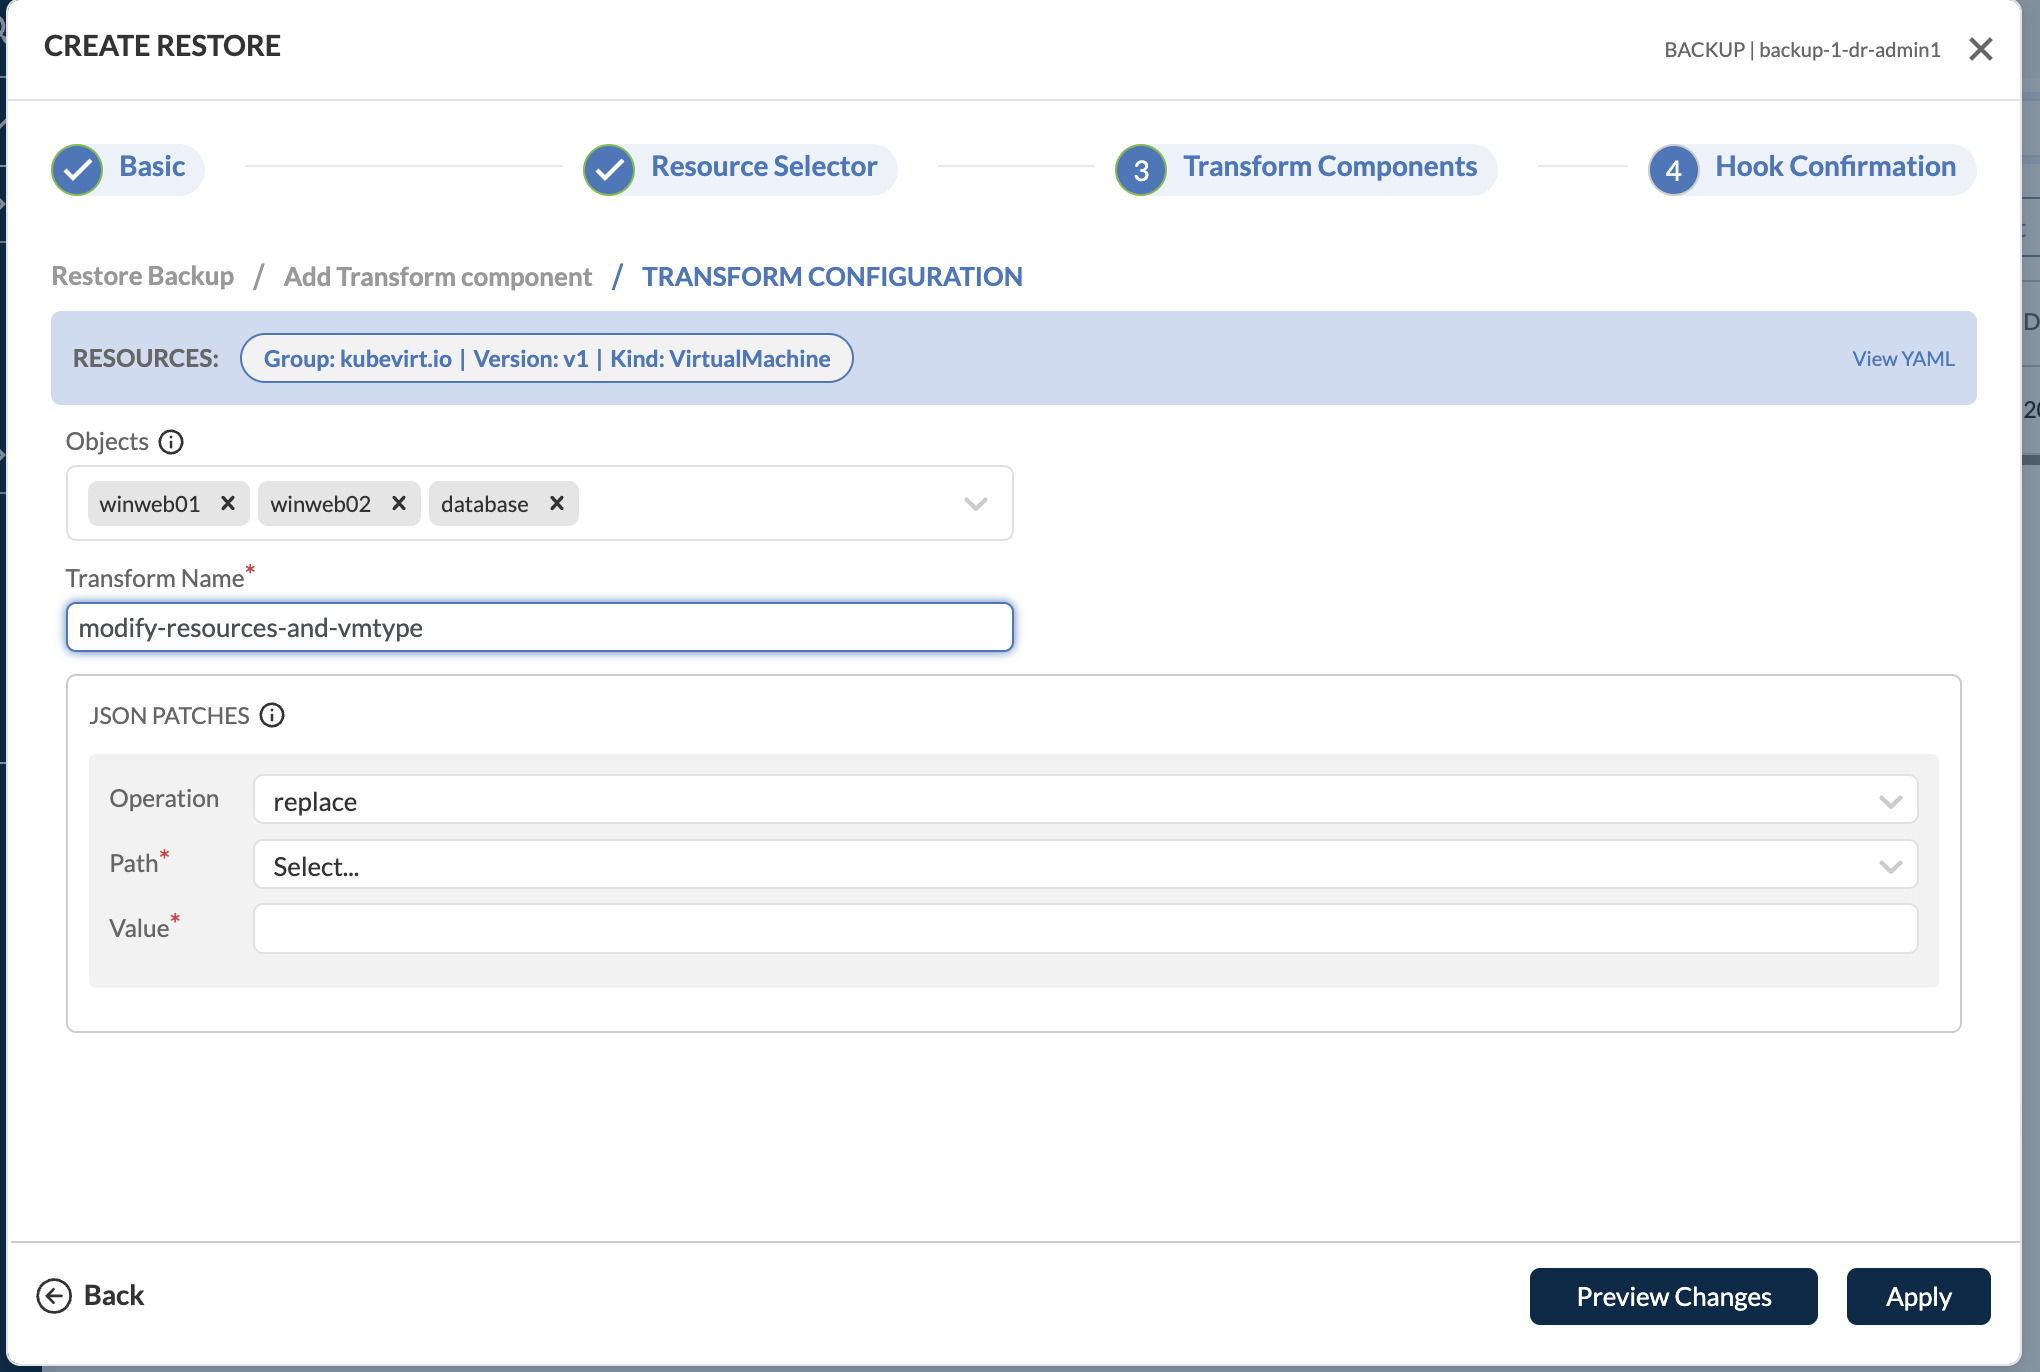 CREATE RESTORE
BACKUP | backup-1-dr-admin1
Basic
Resource Selector
3 Transform Components
4 Hook Confirmation
Restore Backup / Add Transform component / TRANSFORM CONFIGURATION
RESOURCES: Group: kubevirt.io | Version: v1 | Kind: VirtualMachine
View YAML
Objects
winweb01 winweb02 database
Transform Name*
modify-resources-and-vmtype
JSON PATCHES
Operation replace
Path* Select...
Value*
Back
Preview Changes
Apply